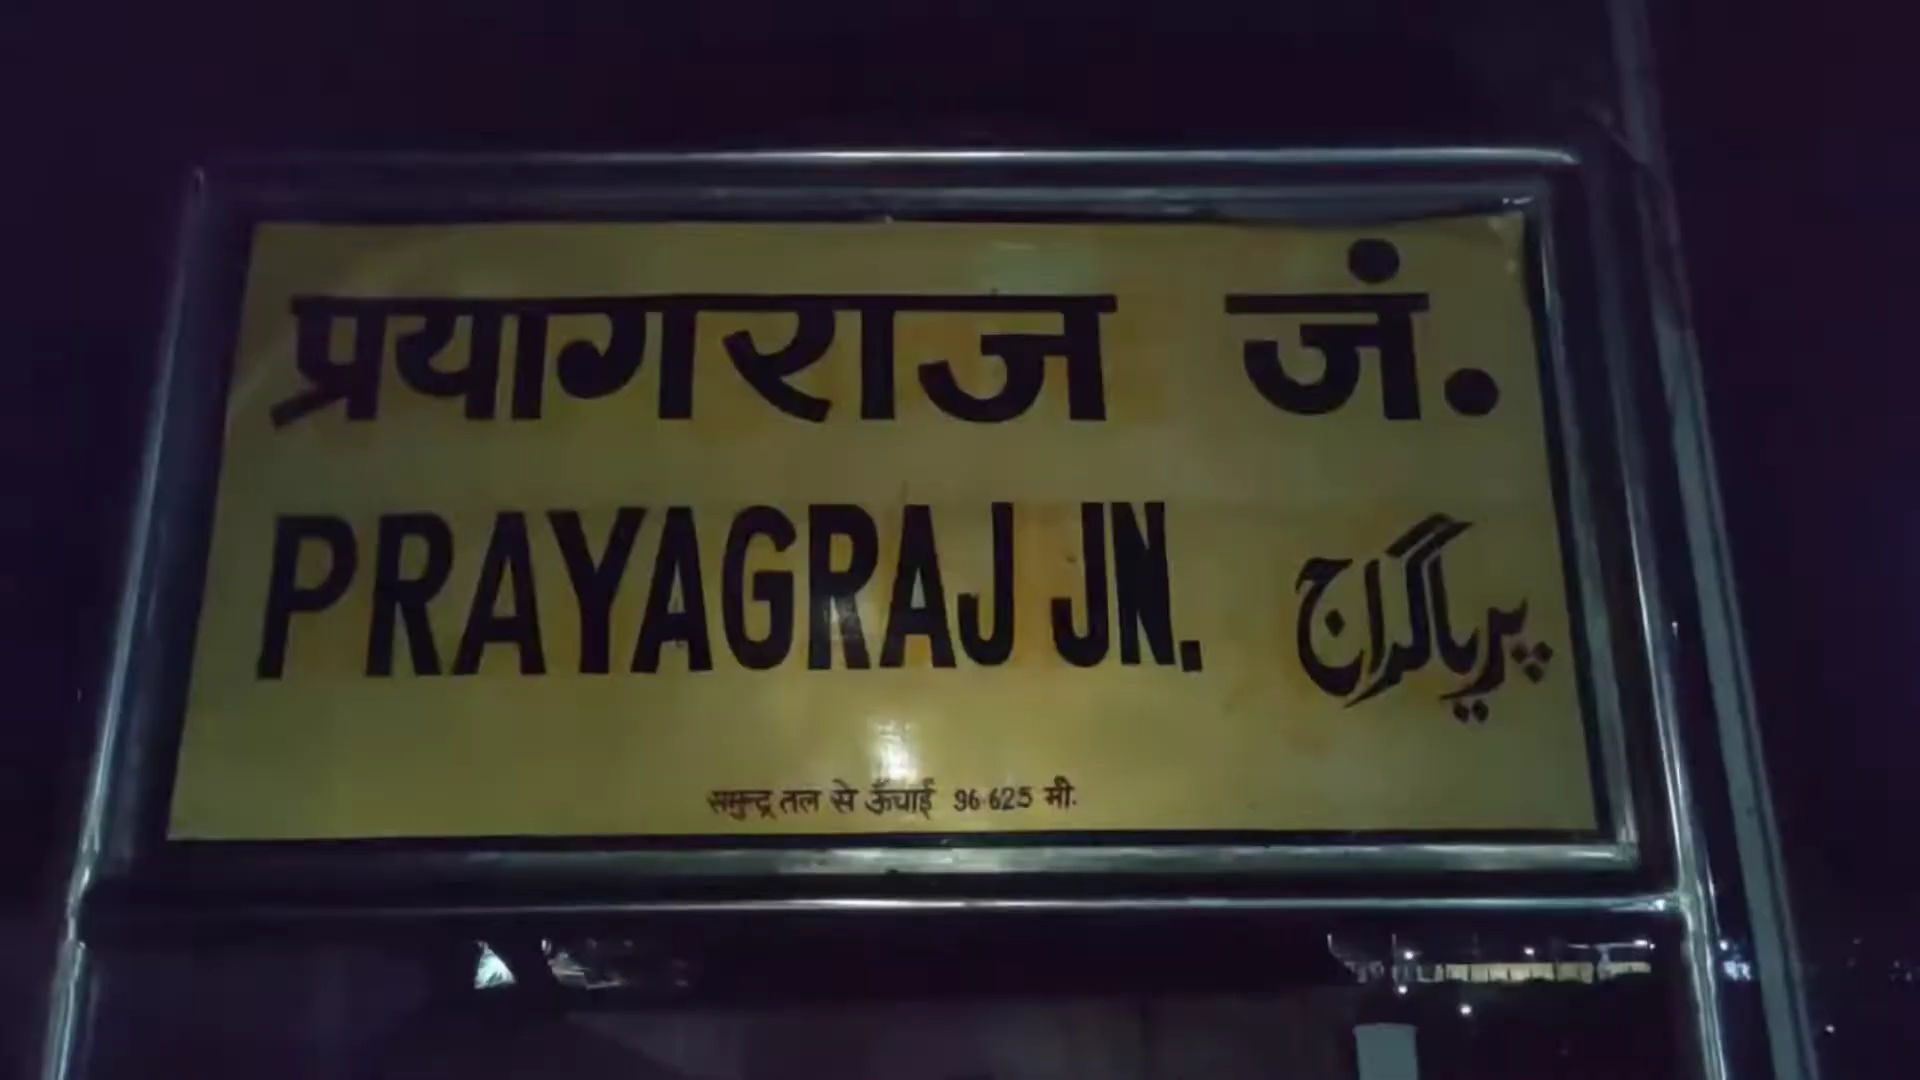 प्रयागराज जं.
PRAYAGRAJ JN. پریاگراج
समुन्द्र तल से ऊँचाई 96.625 मी.